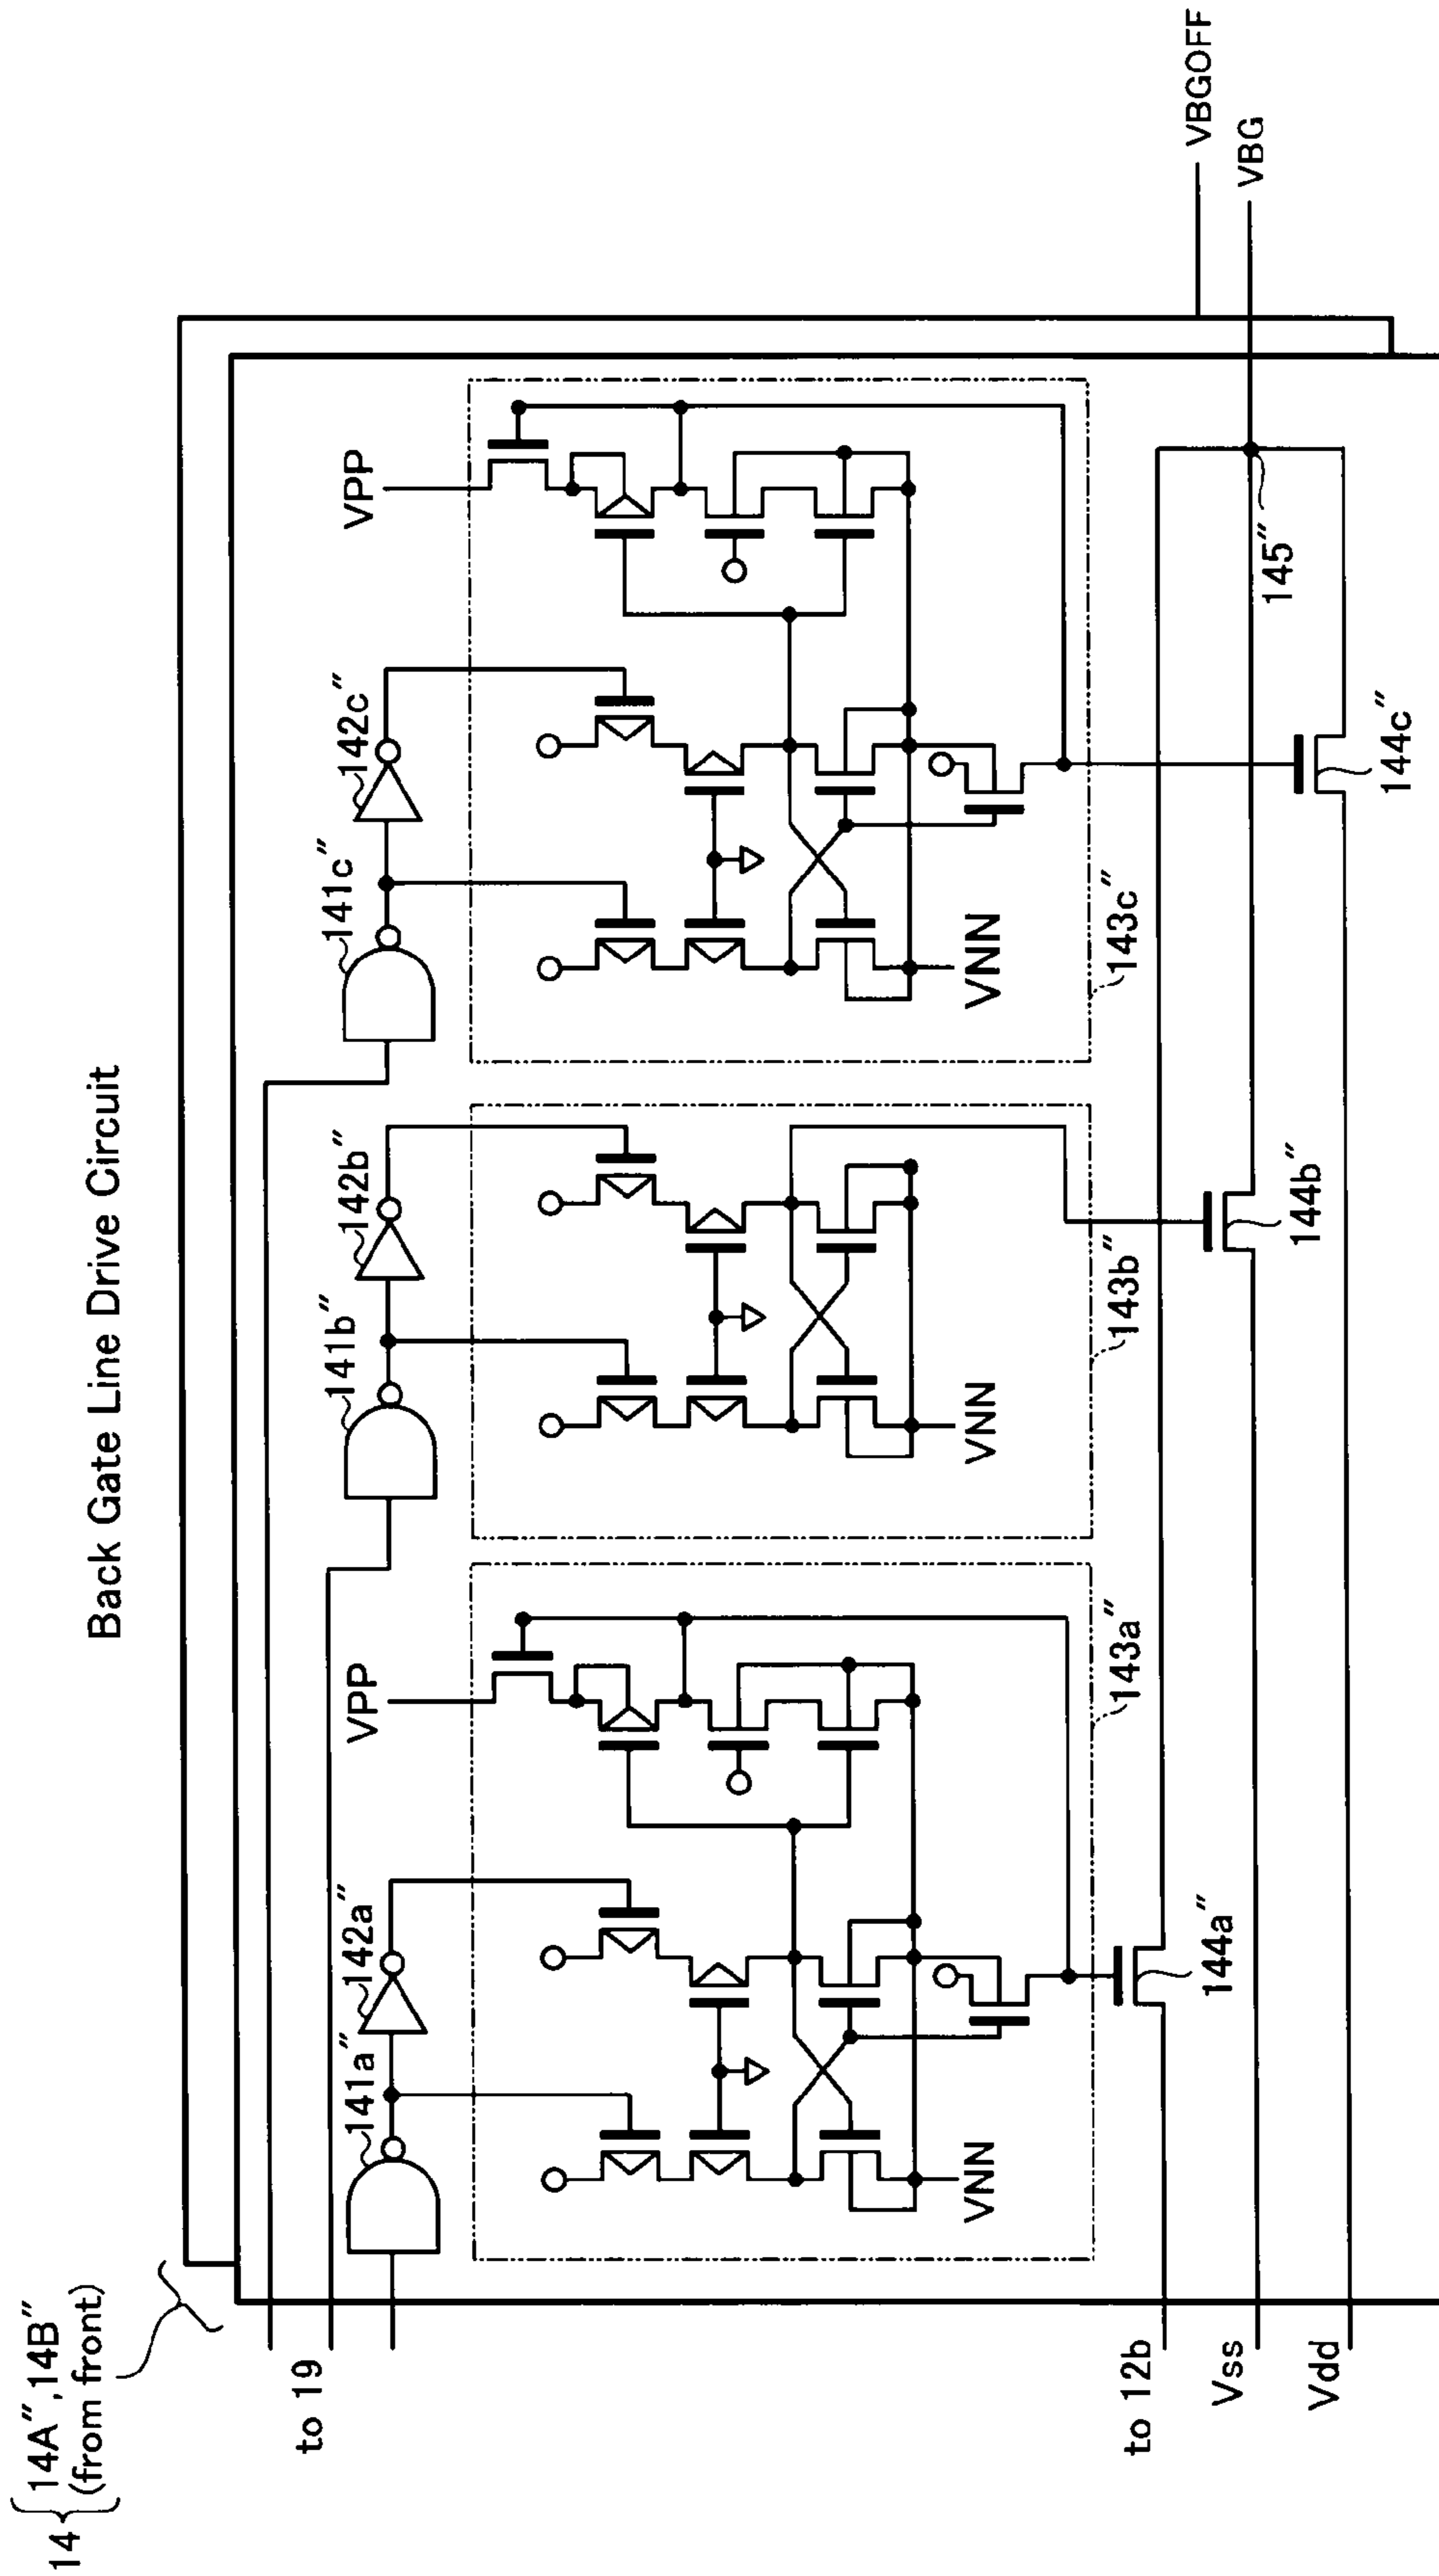 Back Gate Line Drive Circuit
14
14A″,14B″
(from front)
to 19
141a″
142a″
VPP
141b″
142b″
141c″
142c″
VPP
VNN
VNN
VNN
143a″
143b″
143c″
144a″
144b″
144c″
145″
to 12b
Vss
Vdd
VBGOFF
VBG